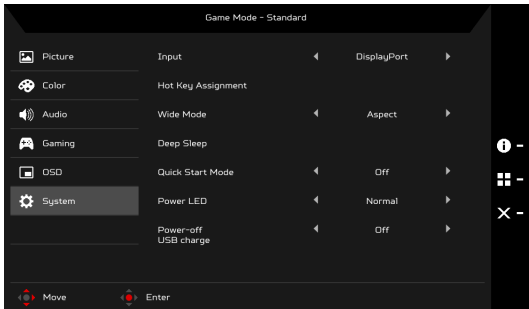 Game Mode - Standard
Picture
Color
Audio
Gaming
OSD
System
Input DisplayPort
Hot Key Assignment
Wide Mode Aspect
Deep Sleep
Quick Start Mode Off
Power LED Normal
Power-off
USB charge Off
Move Enter